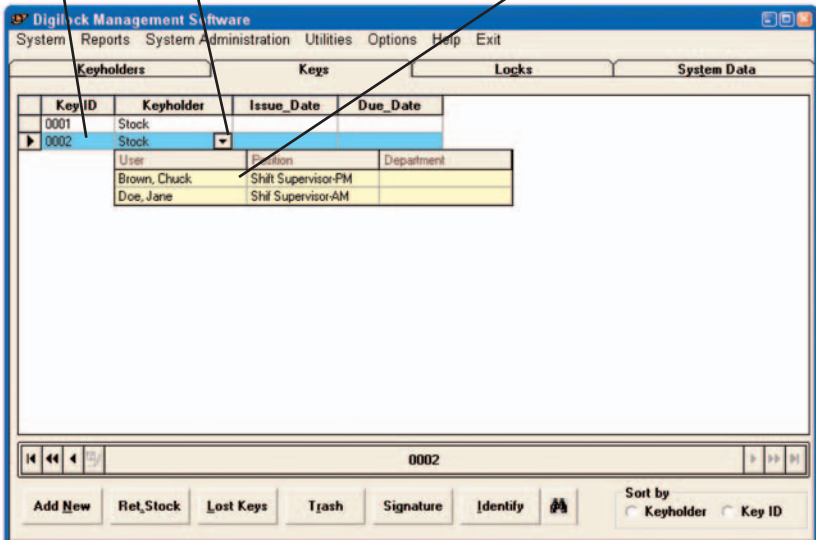 Digilock Management Software
System Reports System Administration Utilities Options Help Exit
Keyholders Keys Locks System Data
Key ID Keyholder Issue_Date Due_Date
0001 Stock
0002 Stock
User Position Department
Brown, Chuck Shift Supervisor-PM
Doe, Jane Shif Supervisor-AM
0002
Add New Ret_Stock Lost Keys Trash Signature Identify
Sort by
Keyholder Key ID